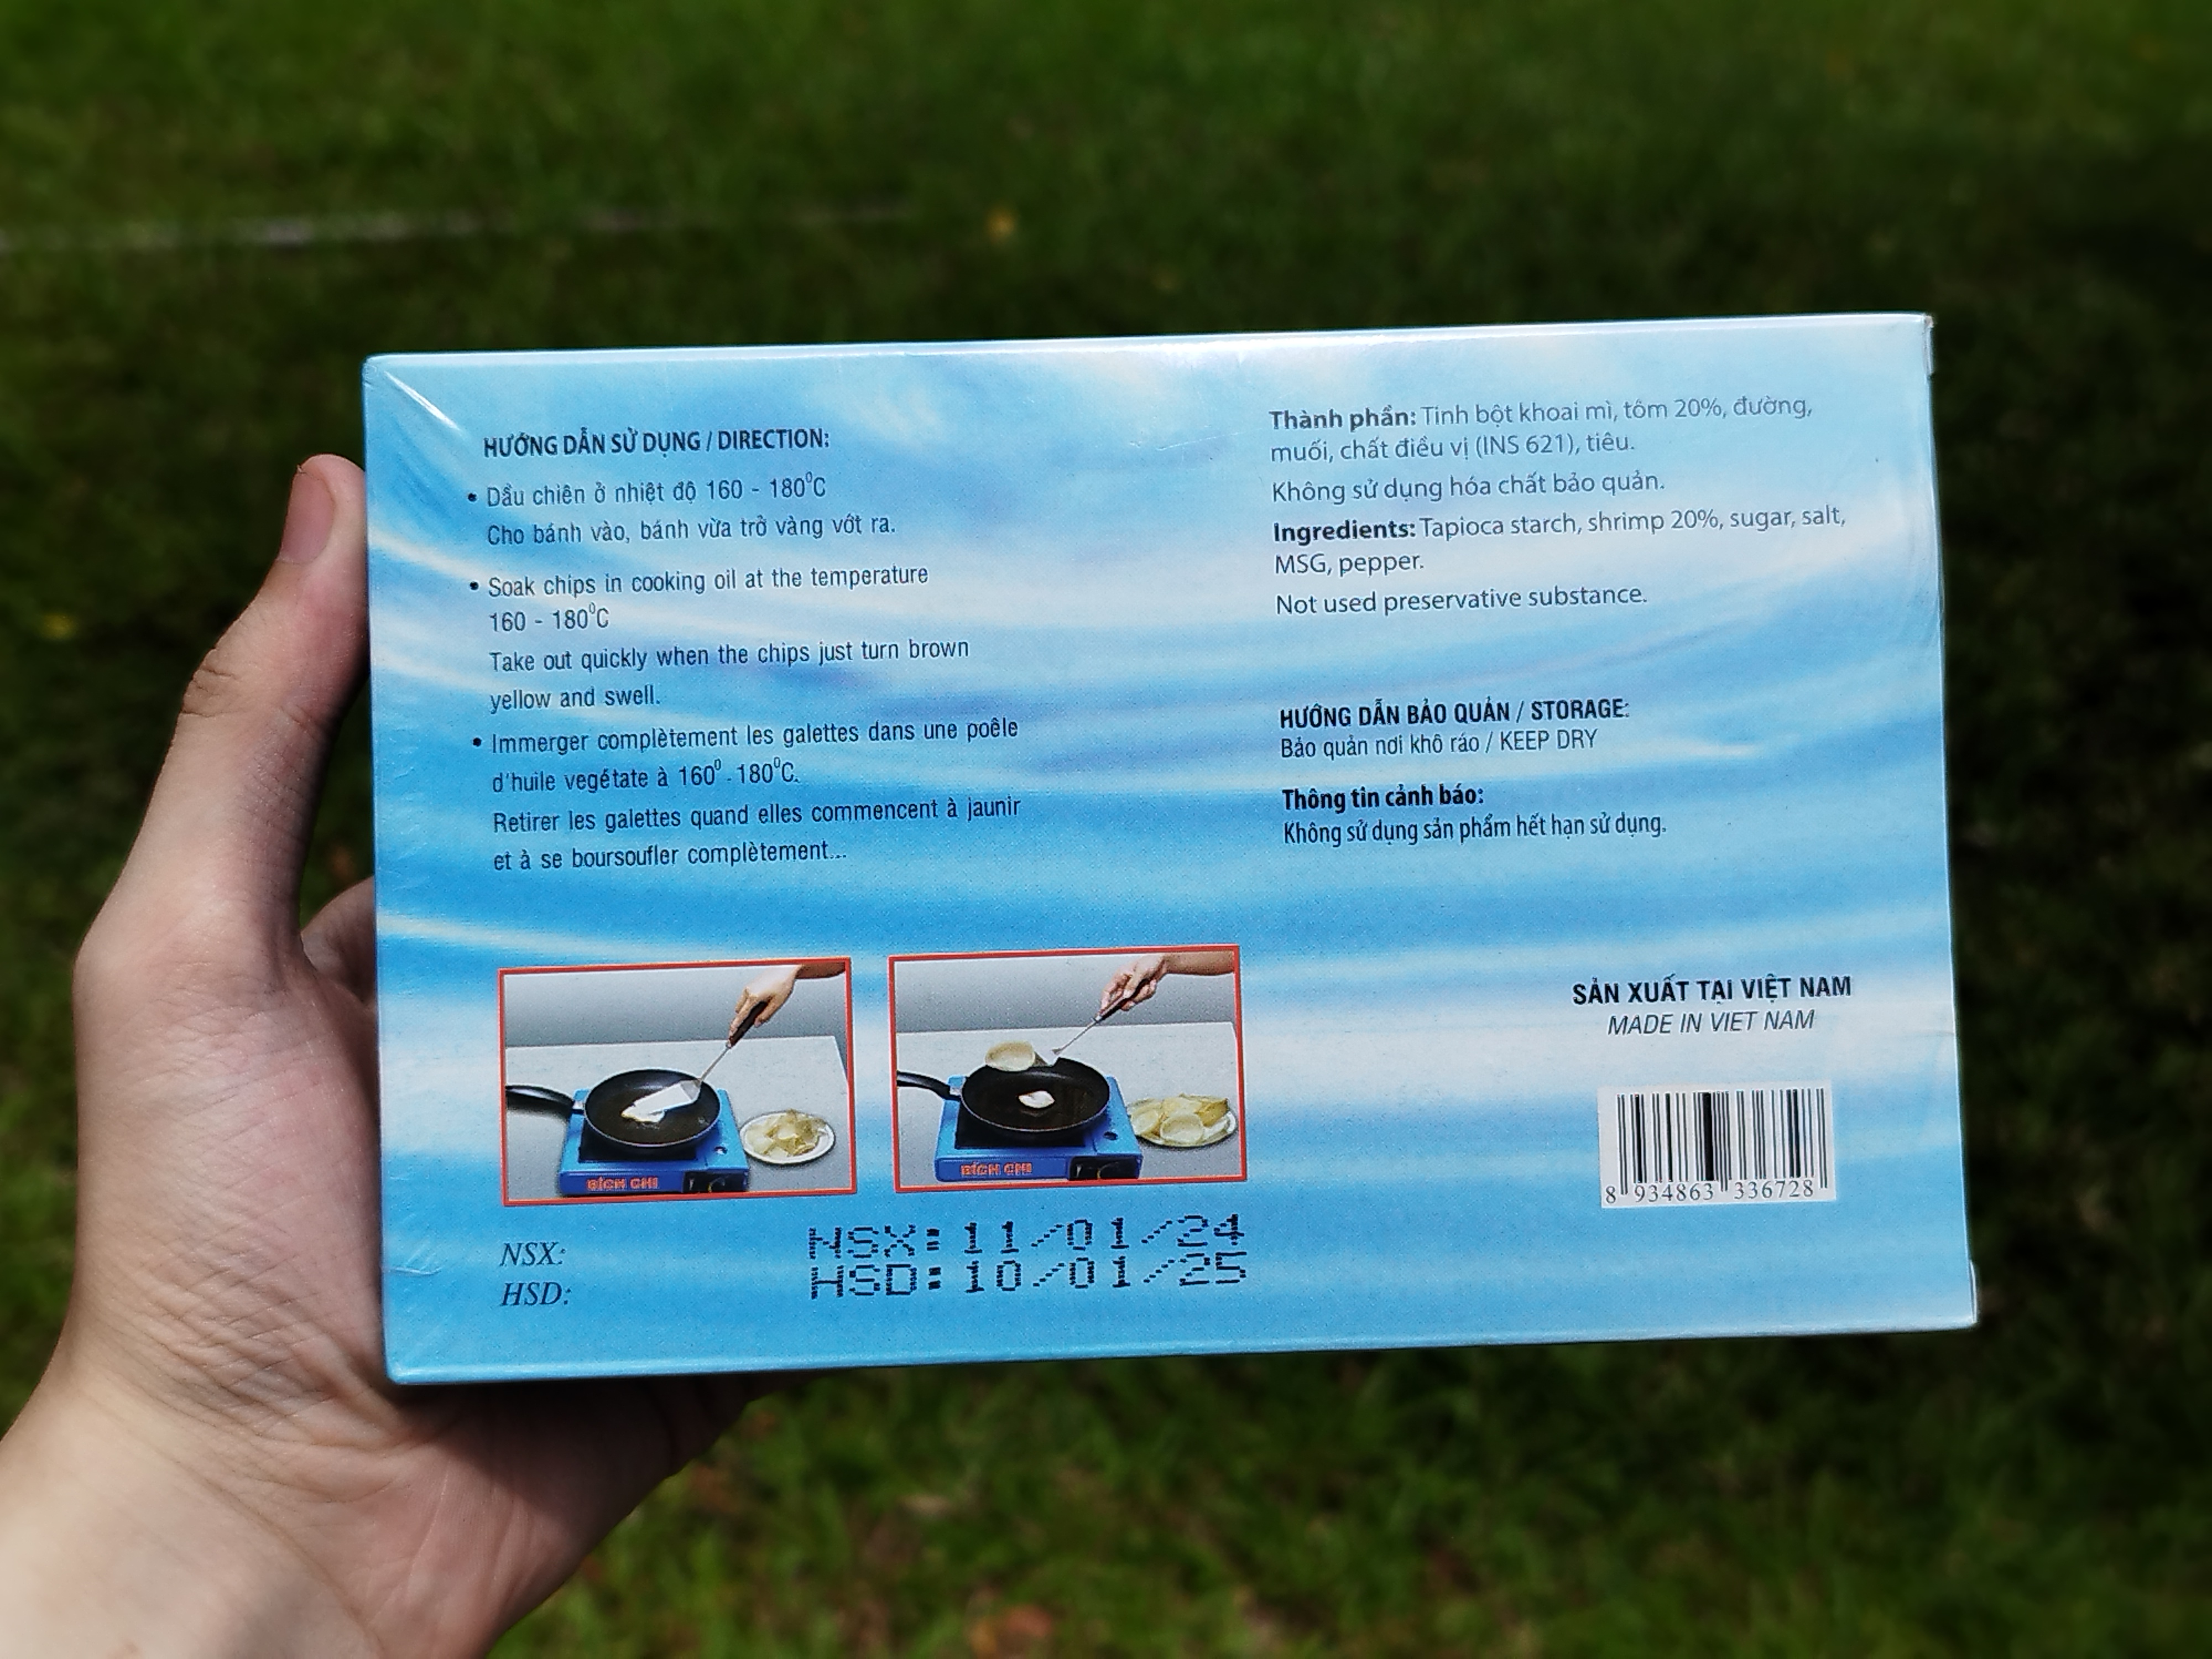 HƯỚNG DẪN SỬ DỤNG / DIRECTION:
• Dầu chiên ở nhiệt độ 160 - 180⁰C
Cho bánh vào, bánh vừa trở vàng vớt ra.
• Soak chips in cooking oil at the temperature
160 - 180⁰C
Take out quickly when the chips just turn brown
yellow and swell.
• Immerger complètement les galettes dans une poêle
d'huile vegétate à 160⁰ - 180⁰C.
Retirer les galettes quand elles commencent à jaunir
et à se boursoufler complètement...
BÍCH CHI
BÍCH CHI
NSX:
HSD:
NSX: 11/01/24
HSD: 10/01/25
Thành phần: Tinh bột khoai mì, tôm 20%, đường,
muối, chất điều vị (INS 621), tiêu.
Không sử dụng hóa chất bảo quản.
Ingredients: Tapioca starch, shrimp 20%, sugar, salt,
MSG, pepper.
Not used preservative substance.
HƯỚNG DẪN BẢO QUẢN / STORAGE:
Bảo quản nơi khô ráo / KEEP DRY
Thông tin cảnh báo:
Không sử dụng sản phẩm hết hạn sử dụng.
SẢN XUẤT TẠI VIỆT NAM
MADE IN VIET NAM
8 934863 336728